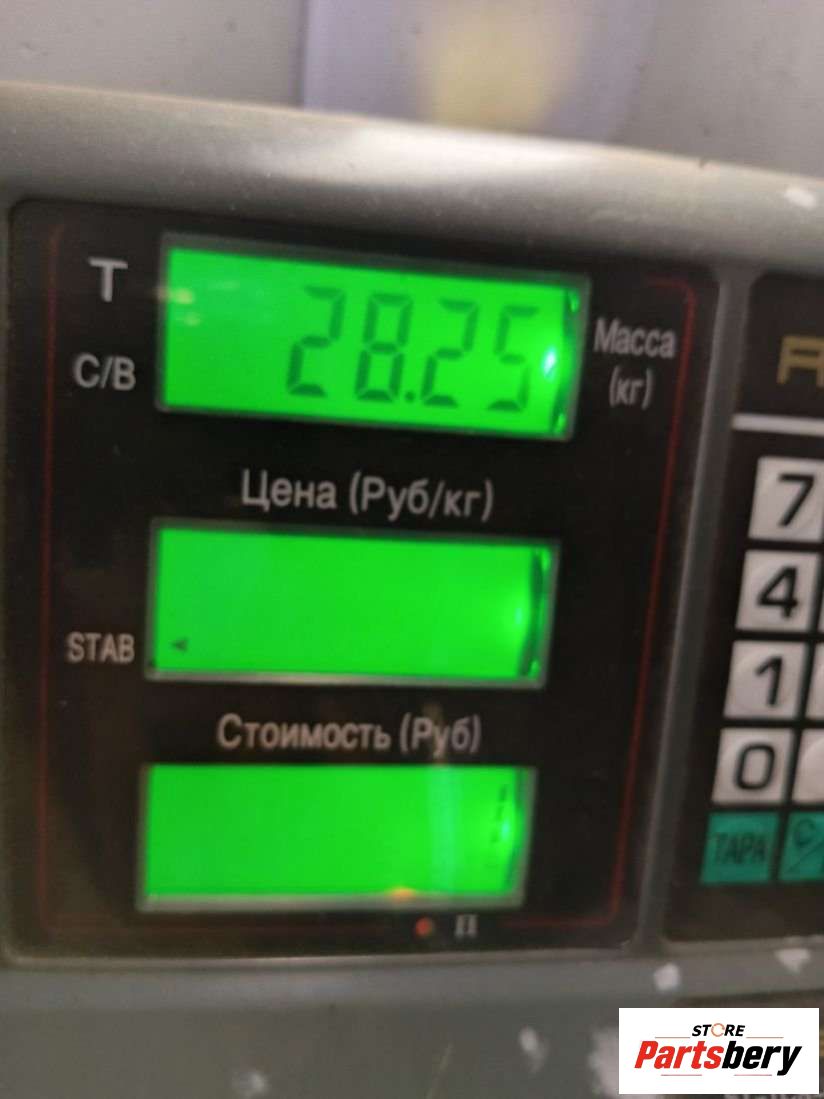 T
28.25
Масса
(кг)
С/В
Цена (Руб/кг)
7
4
STAB
1
Стоимость (Руб)
0
ТАРА
П
STORE
Partsbery